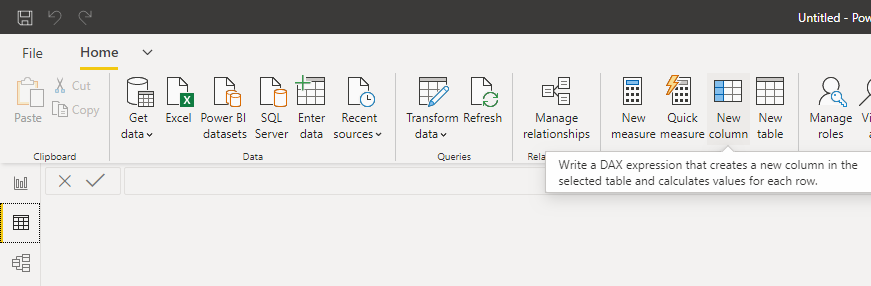 Untitled - Pow
File
Home
Paste
Cut
Copy
Get data
Excel
Power BI datasets
SQL Server
Enter data
Recent sources
Transform data
Refresh
Manage relationships
New measure
Quick measure
New column
New table
Manage roles
Clipboard
Data
Queries
Write a DAX expression that creates a new column in the
selected table and calculates values for each row.